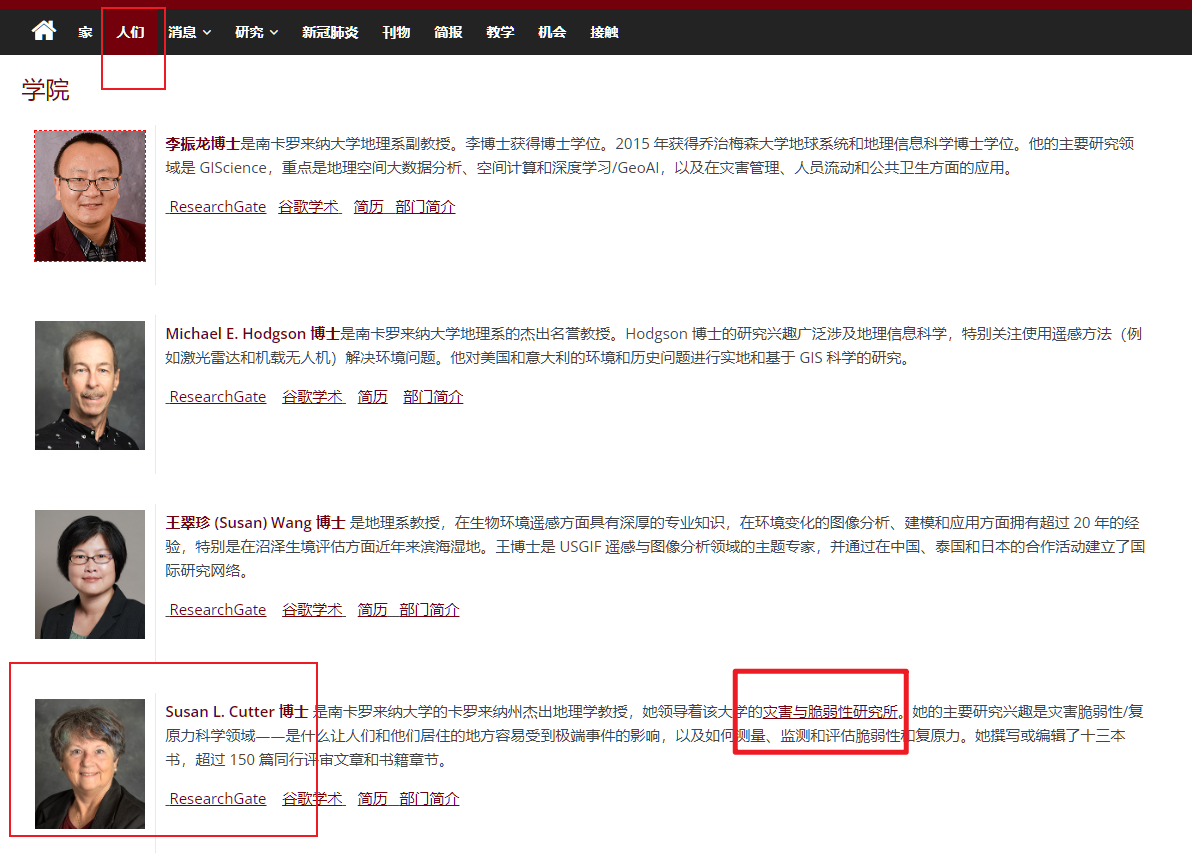 家 人们 消息 研究 新冠肺炎 刊物 简报 教学 机会 接触
学院
李振龙博士是南卡罗来纳大学地理系副教授。李博士获得博士学位。2015 年获得乔治梅森大学地球系统和地理信息科学博士学位。他的主要研究领
域是 GIScience，重点是地理空间大数据分析、空间计算和深度学习/GeoAI，以及在灾害管理、人员流动和公共卫生方面的应用。
ResearchGate 谷歌学术 简历 部门简介
Michael E. Hodgson 博士是南卡罗来纳大学地理系的杰出名誉教授。Hodgson 博士的研究兴趣广泛涉及地理信息科学，特别关注使用遥感方法（例
如激光雷达和机载无人机）解决环境问题。他对美国和意大利的环境和历史问题进行实地和基于 GIS 科学的研究。
ResearchGate 谷歌学术 简历 部门简介
王翠珍 (Susan) Wang 博士 是地理系教授，在生物环境遥感方面具有深厚的专业知识，在环境变化的图像分析、建模和应用方面拥有超过 20 年的经
验，特别是在沼泽生境评估方面近年来滨海湿地。王博士是 USGIF 遥感与图像分析领域的主题专家，并通过在中国、泰国和日本的合作活动建立了国
际研究网络。
ResearchGate 谷歌学术 简历 部门简介
Susan L. Cutter 博士 是南卡罗来纳大学的卡罗来纳州杰出地理学教授，她领导着该大学的灾害与脆弱性研究所。她的主要研究兴趣是灾害脆弱性/复
原力科学领域——是什么让人们和他们居住的地方容易受到极端事件的影响，以及如何测量、监测和评估脆弱性和复原力。她撰写或编辑了十三本
书，超过 150 篇同行评审文章和书籍章节。
ResearchGate 谷歌学术 简历 部门简介